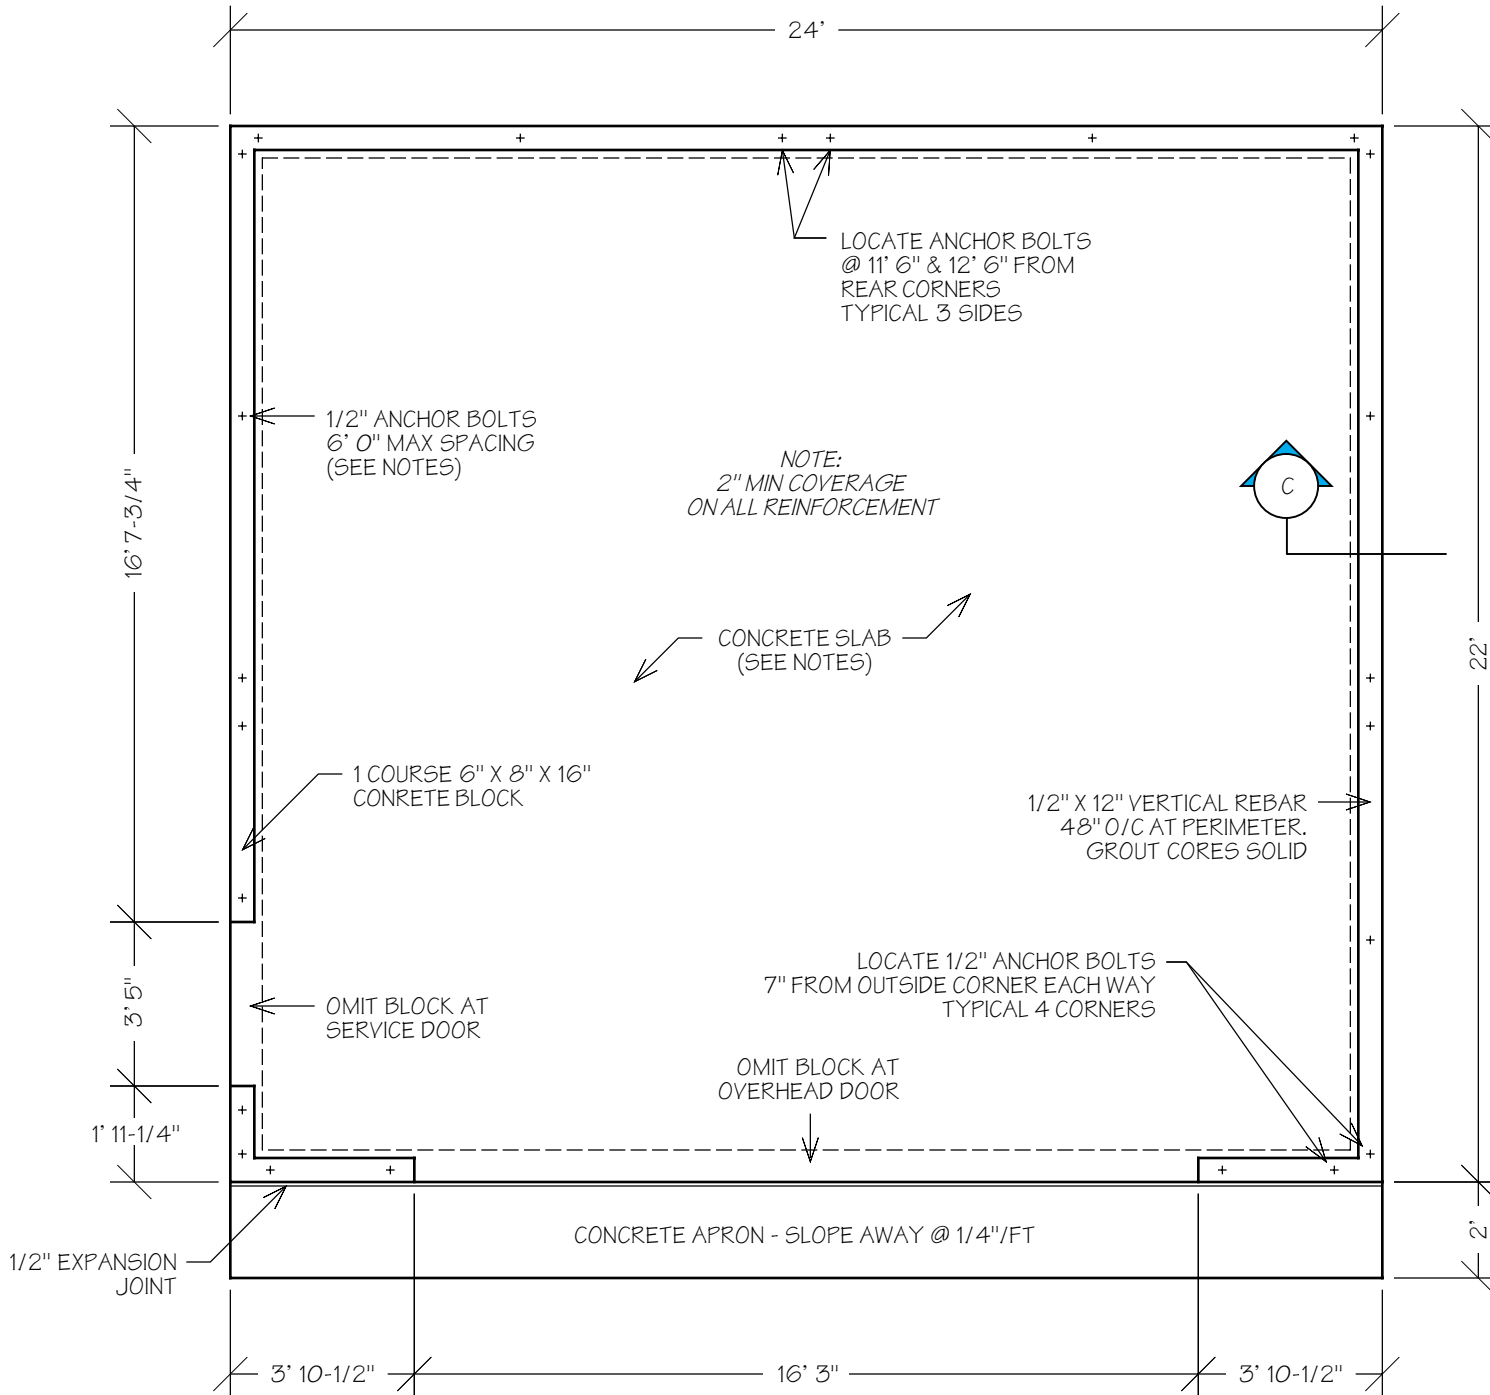 24'
LOCATE ANCHOR BOLTS
@ 11' 6" & 12' 6" FROM
REAR CORNERS
TYPICAL 3 SIDES
1/2" ANCHOR BOLTS
6' 0" MAX SPACING
(SEE NOTES)
NOTE:
2" MIN COVERAGE
ON ALL REINFORCEMENT
C
16' 7-3/4"
22'
CONCRETE SLAB
(SEE NOTES)
1 COURSE 6" X 8" X 16"
CONRETE BLOCK
1/2" X 12" VERTICAL REBAR
48" O/C AT PERIMETER.
GROUT CORES SOLID
LOCATE 1/2" ANCHOR BOLTS
7" FROM OUTSIDE CORNER EACH WAY
TYPICAL 4 CORNERS
3' 5"
OMIT BLOCK AT
SERVICE DOOR
OMIT BLOCK AT
OVERHEAD DOOR
1' 11-1/4"
CONCRETE APRON - SLOPE AWAY @ 1/4"/FT
2'
1/2" EXPANSION
JOINT
3' 10-1/2"
16' 3"
3' 10-1/2"